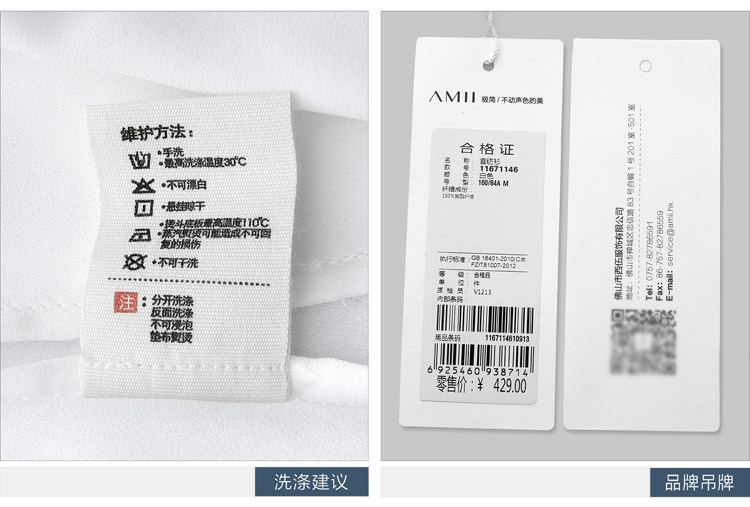 维护方法：
•手洗
•最高洗涤温度30℃
•不可漂白
•悬挂晾干
•熨斗底板最高温度110℃
•蒸汽熨烫可能造成不可回
复的损伤
•不可干洗
注：分开洗涤
反面洗涤
不可浸泡
垫布熨烫
洗涤建议
AMII 极简/不动声色的美
合格证
名 称：雪纺衫
款 号：11671146
颜 色：白色
号 型：160/84A M
纤维成份：
100%聚酯纤维
执行标准：GB 18401-2010(C类)
FZ/T81007-2012
等 级：合格品
单 位：件
质 检 员：V1213
内部条码：
商品条码 1167114610913
6 925460 938714
零售价：¥ 429.00
佛山市西伍服饰有限公司
Tel: 0757-82786591
Fax: 86-757-82786559
E-mail: service@ami.hk
品牌吊牌